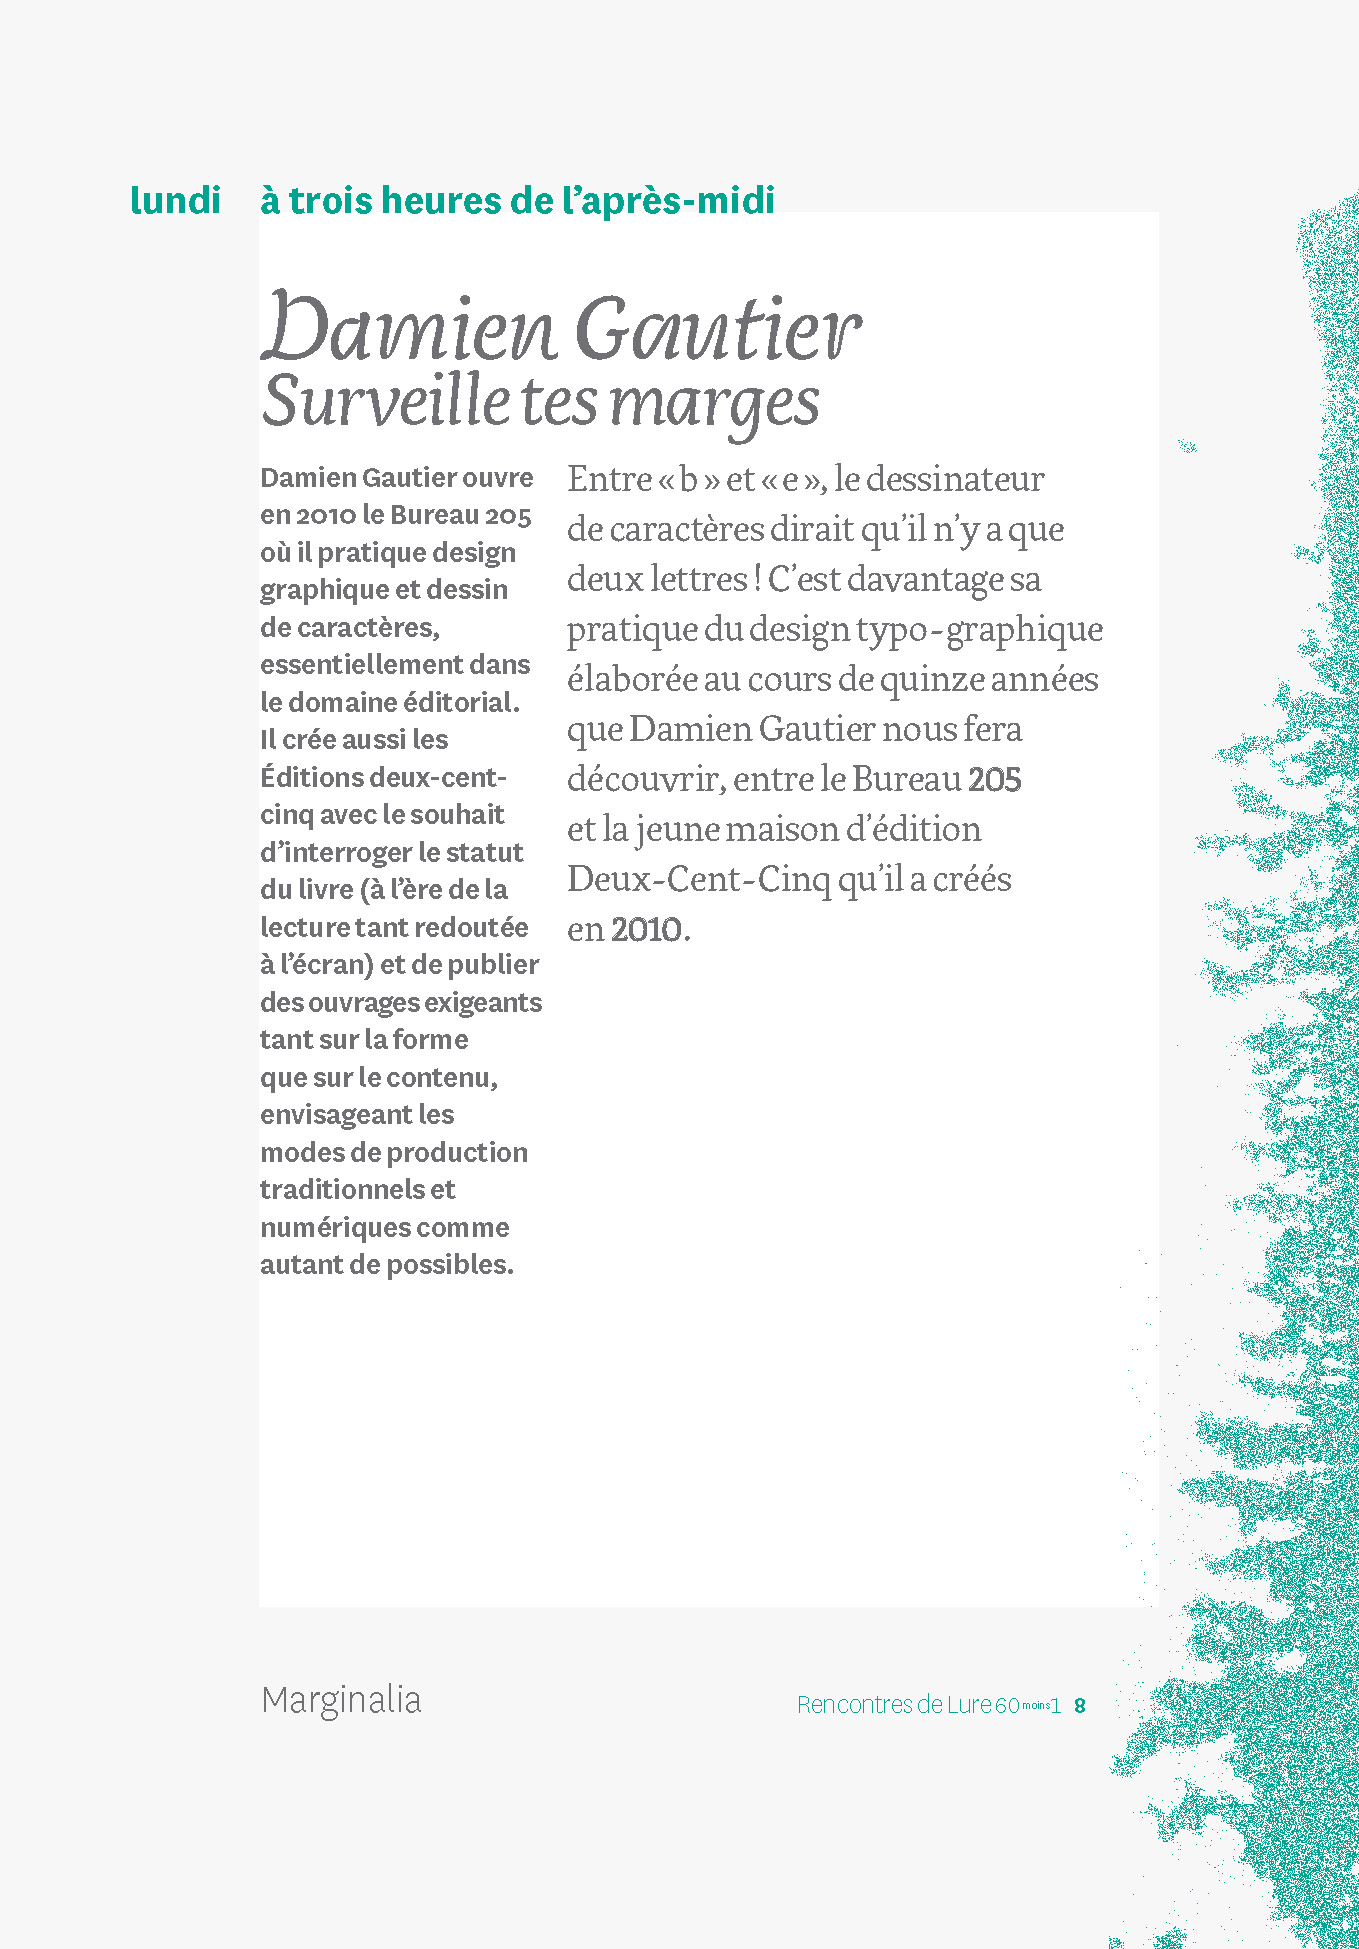 lundi à trois heures de l’après-midi
Damien Gautier
Surveille tes marges
Damien Gautier ouvre
en 2010 le Bureau 205
où il pratique design
graphique et dessin
de caractères,
essentiellement dans
le domaine éditorial.
Il crée aussi les
Éditions deux-cent-
cinq avec le souhait
d’interroger le statut
du livre (à l’ère de la
lecture tant redoutée
à l’écran) et de publier
des ouvrages exigeants
tant sur la forme
que sur le contenu,
envisageant les
modes de production
traditionnels et
numériques comme
autant de possibles.
Entre « b » et « e », le dessinateur
de caractères dirait qu’il n’y a que
deux lettres ! C’est davantage sa
pratique du design typo-graphique
élaborée au cours de quinze années
que Damien Gautier nous fera
découvrir, entre le Bureau 205
et la jeune maison d’édition
Deux-Cent-Cinq qu’il a créés
en 2010.
Marginalia
Rencontres de Lure 60 moins 1 8